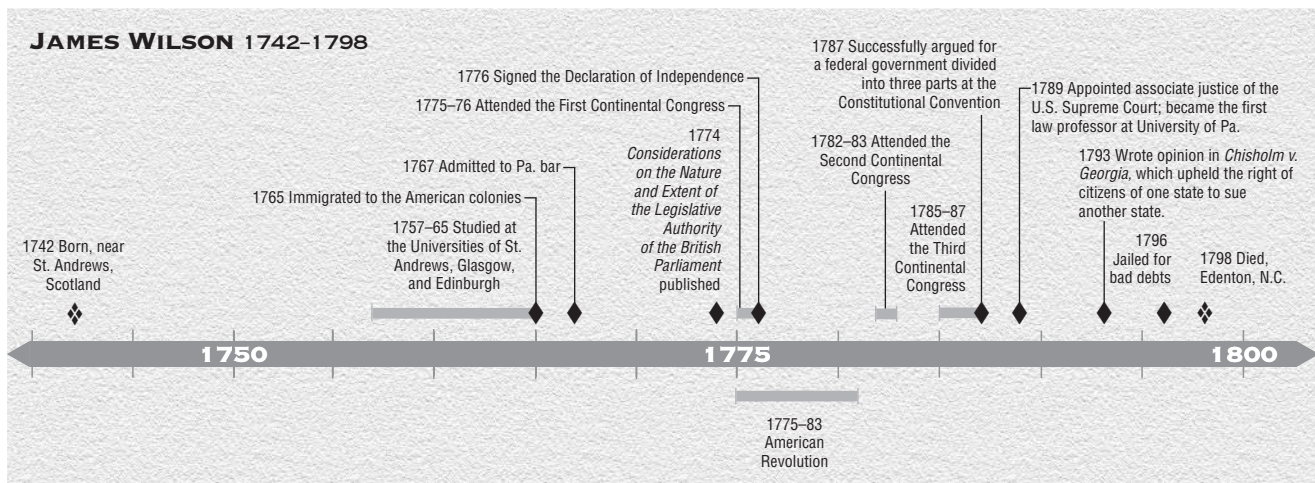 JAMES WILSON 1742–1798
1742 Born, near
St. Andrews,
Scotland
1757–65 Studied at
the Universities of St.
Andrews, Glasgow,
and Edinburgh
1765 Immigrated to the American colonies
1767 Admitted to Pa. bar
1774
Considerations
on the Nature
and Extent of
the Legislative
Authority
of the British
Parliament
published
1775–76 Attended the First Continental Congress
1776 Signed the Declaration of Independence
1782–83 Attended the
Second Continental
Congress
1785–87
Attended
the Third
Continental
Congress
1787 Successfully argued for
a federal government divided
into three parts at the
Constitutional Convention
1789 Appointed associate justice of the
U.S. Supreme Court; became the first
law professor at University of Pa.
1793 Wrote opinion in Chisholm v.
Georgia, which upheld the right of
citizens of one state to sue
another state.
1796
Jailed for
bad debts
1798 Died,
Edenton, N.C.
1750
1775
1800
1775–83
American
Revolution